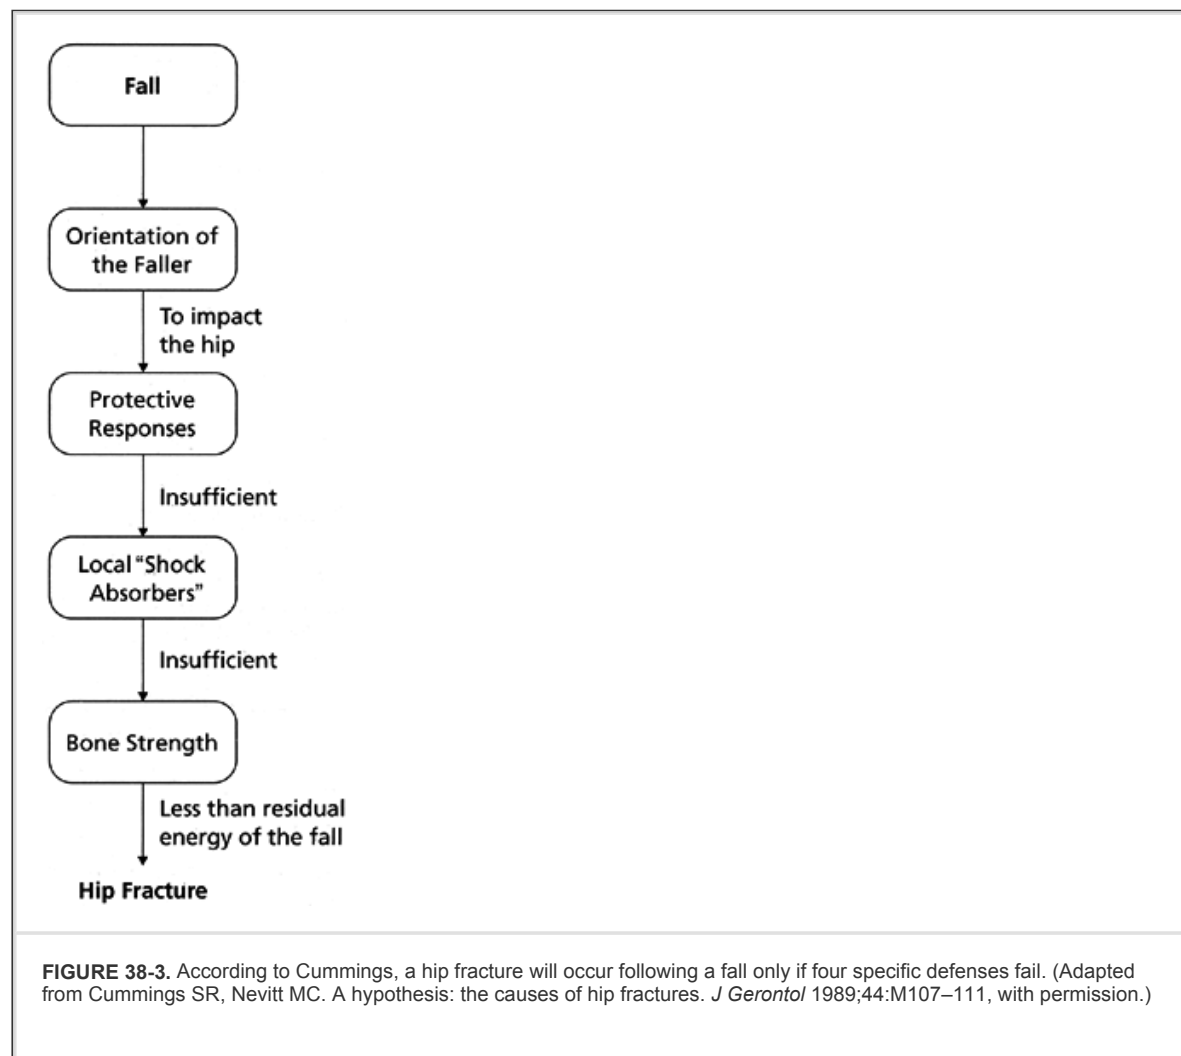 Fall
Orientation of
the Faller
To impact
the hip
Protective
Responses
Insufficient
Local “Shock
Absorbers”
Insufficient
Bone Strength
Less than residual
energy of the fall
Hip Fracture
FIGURE 38-3. According to Cummings, a hip fracture will occur following a fall only if four specific defenses fail. (Adapted
from Cummings SR, Nevitt MC. A hypothesis: the causes of hip fractures. J Gerontol 1989;44:M107–111, with permission.)